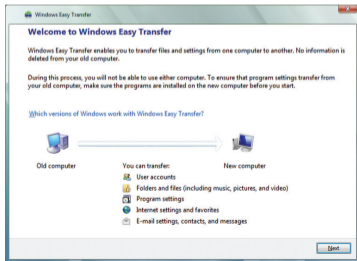 Windows Easy Transfer
Welcome to Windows Easy Transfer
Windows Easy Transfer enables you to transfer files and settings from one computer to another. No information is
deleted from your old computer.
During this process, you will not be able to use either computer. To ensure that program settings transfer from
your old computer, make sure the programs are installed on the new computer before you start.
Which versions of Windows work with Windows Easy Transfer?
Old computer
You can transfer:
New computer
User accounts
Folders and files (including music, pictures, and video)
Program settings
Internet settings and favorites
E-mail settings, contacts, and messages
Next